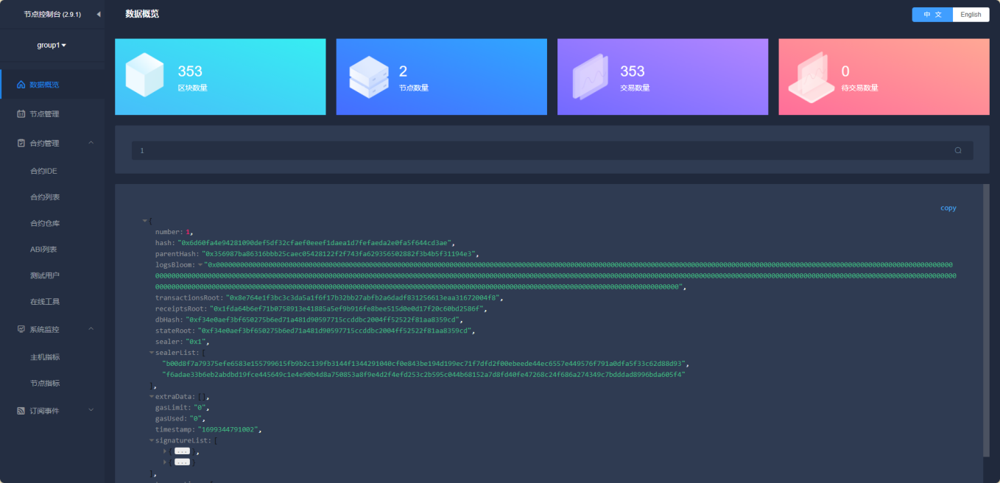 节点控制台 (2.9.1)
group1
数据概览
节点管理
合约管理
合约IDE
合约列表
合约仓库
ABI列表
测试用户
在线工具
系统监控
主机指标
节点指标
订阅事件
数据概览
中 文
English
353
区块数量
2
节点数量
353
交易数量
0
待交易数量
1
copy
{
number: 1,
hash: "0x6d60fa4e94281090def5df32cfaef0eeef1daea1d7fefaeda2e0fa5f644cd3ae",
parentHash: "0x356987ba86316bbb25caec05428122f2f743fa629356502882f3b4b5f31194e3",
logsBloom:
transactionsRoot: "0x8e764e1f3bc3c3da5a1f6f17b32bb27abfb2a6dadf831256613eaa31672004f8",
receiptsRoot: "0x1fda64b6ef71b0758913e41885a5ef9b916fe8bee515d0e0d17f20c60bd2586f",
dbHash: "0xf34e0aef3bf650275b6ed71a481d90597715ccddbc2004ff52522f81aa8359cd",
stateRoot: "0xf34e0aef3bf650275b6ed71a481d90597715ccddbc2004ff52522f81aa8359cd",
sealer: "0x1",
sealerList: [
"b00d8f7a79375efe6583e155799615fb9b2c139fb3144f1344291040cf0e843be194d199ec71f7dfd2f00ebeede44ec6557e449576f791a0dfa5f33c62d88d93",
"f6adae33b6eb2abdbd19fce445649c1e4e90b4d8a750853a8f9e4d2f4efd253c2b595c044b68152a7d8fd40fe47268c24f686a274349c7bdddad8996bda605f4"
],
extraData: [],
gasLimit: "0",
gasUsed: "0",
timestamp: "1699344791002",
signatureList: [
{ ... },
{ ... }
],